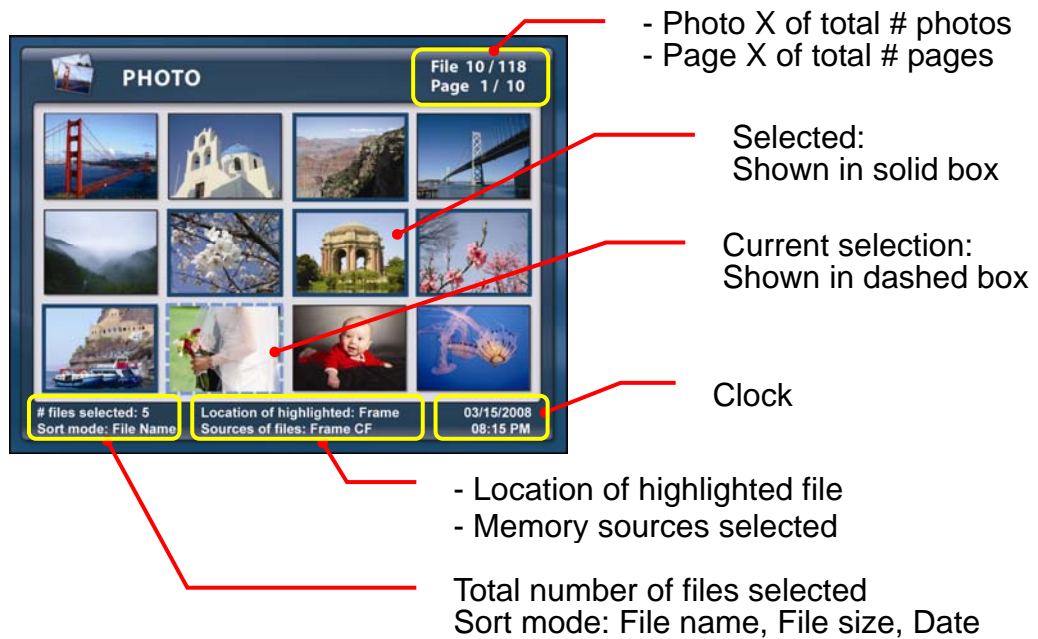 - Photo X of total # photos
- Page X of total # pages
PHOTO
File 10 / 118
Page 1 / 10
Selected:
Shown in solid box
Current selection:
Shown in dashed box
# files selected: 5
Sort mode: File Name
Location of highlighted: Frame
Sources of files: Frame CF
03/15/2008
08:15 PM
Clock
- Location of highlighted file
- Memory sources selected
Total number of files selected
Sort mode: File name, File size, Date